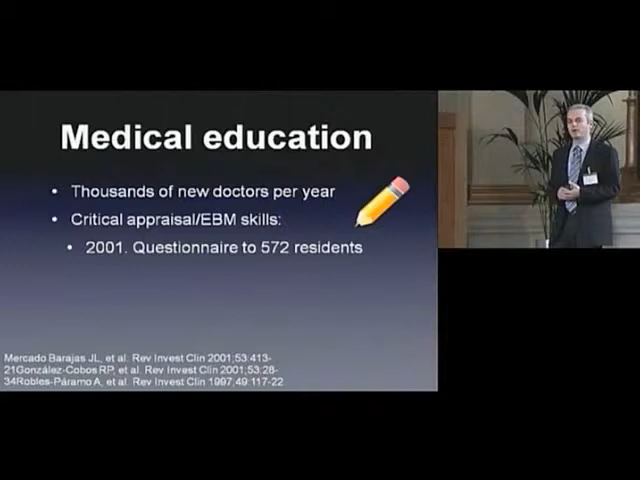 Medical education
• Thousands of new doctors per year
• Critical appraisal/EBM skills:
• 2001. Questionnaire to 572 residents
Mercado Barajas JL, et al. Rev Invest Clin 2001;53:413-
21González-Cobos RP, et al. Rev Invest Clin 2001;53:28-
34Robles-Páramo A, et al. Rev Invest Clin 1997;49:117-22